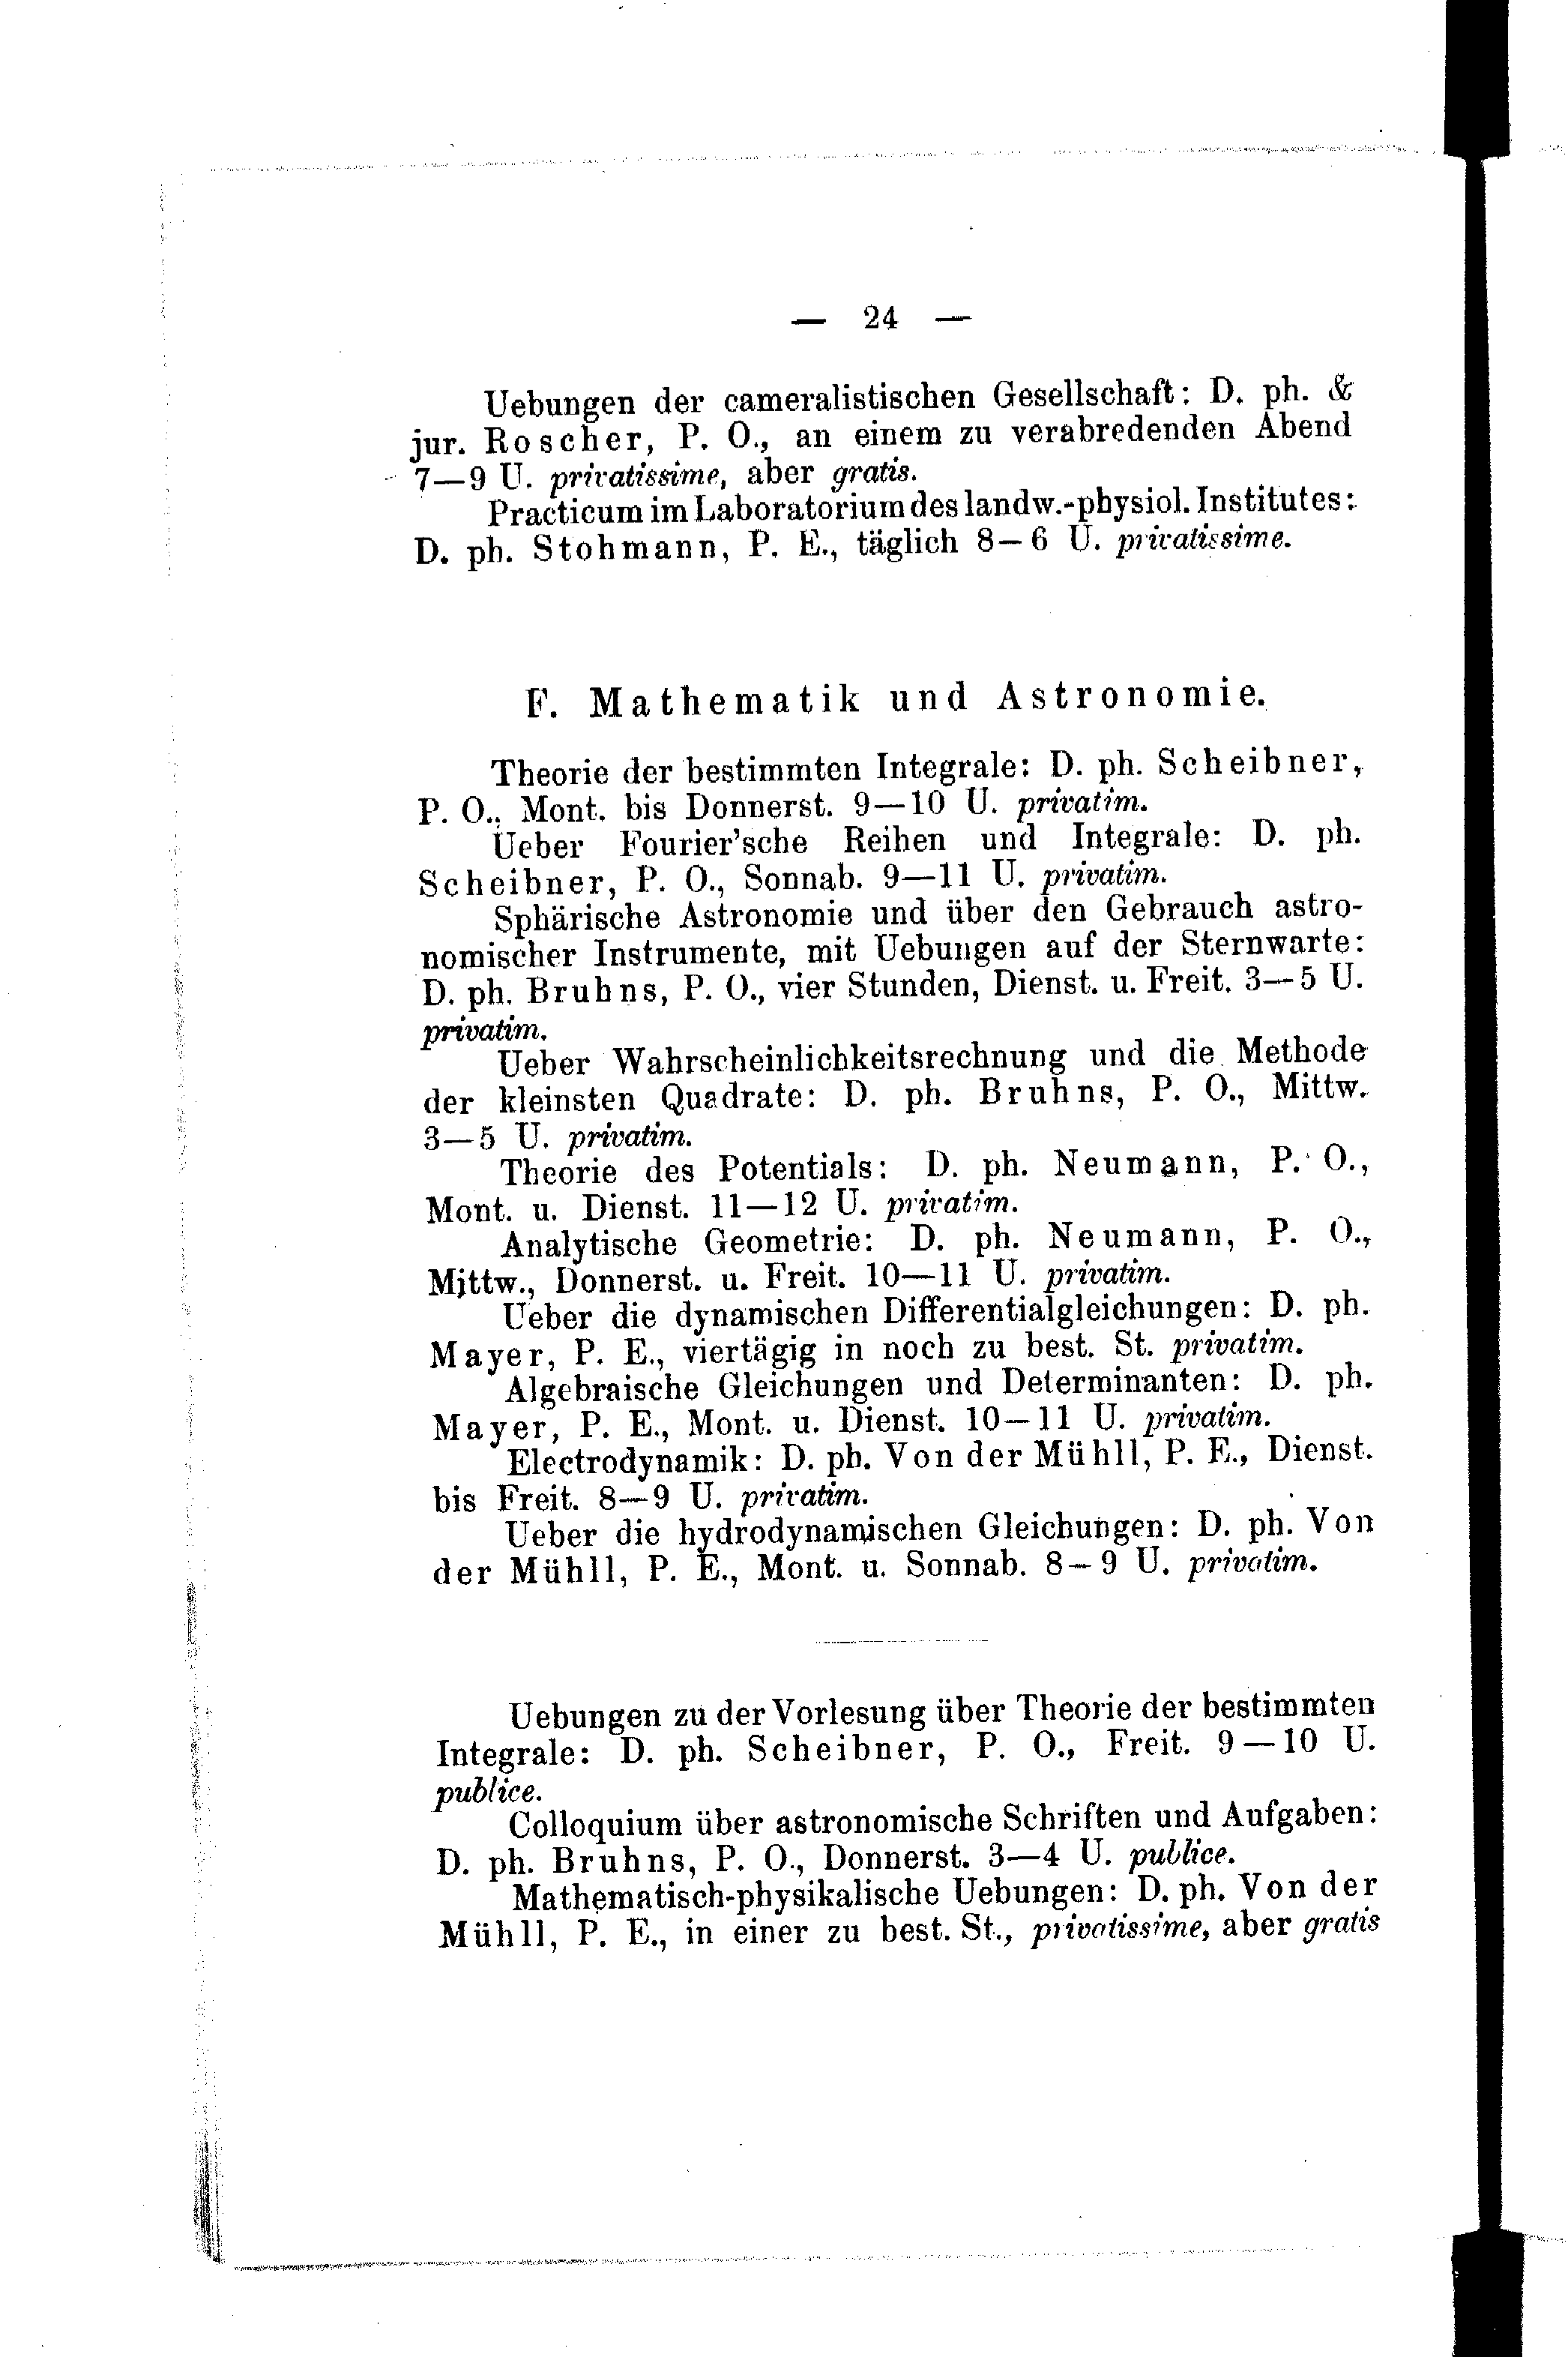 — 24 —
Uebungen der cameralistischen Gesellschaft: D. ph. &
jur. Roscher, P. O., an einem zu verabredenden Abend
7—9 U. privatissime, aber gratis.
Practicum im Laboratorium des landw.-physiol. Institutes:
D. ph. Stohmann, P. E., täglich 8—6 U. privatissime.
F. Mathematik und Astronomie.
Theorie der bestimmten Integrale: D. ph. Scheibner,
P. O., Mont. bis Donnerst. 9—10 U. privatim.
Ueber Fourier'sche Reihen und Integrale: D. ph.
Scheibner, P. O., Sonnab. 9—11 U. privatim.
Sphärische Astronomie und über den Gebrauch astro-
nomischer Instrumente, mit Uebungen auf der Sternwarte:
D. ph. Bruhns, P. O., vier Stunden, Dienst. u. Freit. 3—5 U.
privatim.
Ueber Wahrscheinlichkeitsrechnung und die Methode
der kleinsten Quadrate: D. ph. Bruhns, P. O., Mittw.
3—5 U. privatim.
Theorie des Potentials: D. ph. Neumann, P. O.,
Mont. u. Dienst. 11—12 U. privatim.
Analytische Geometrie: D. ph. Neumann, P. O.,
Mittw., Donnerst. u. Freit. 10—11 U. privatim.
Ueber die dynamischen Differentialgleichungen: D. ph.
Mayer, P. E., viertägig in noch zu best. St. privatim.
Algebraische Gleichungen und Determinanten: D. ph.
Mayer, P. E., Mont. u. Dienst. 10—11 U. privatim.
Electrodynamik: D. ph. Von der Mühll, P. E., Dienst.
bis Freit. 8—9 U. privatim.
Ueber die hydrodynamischen Gleichungen: D. ph. Von
der Mühll, P. E., Mont. u. Sonnab. 8—9 U. privatim.
Uebungen zu der Vorlesung über Theorie der bestimmten
Integrale: D. ph. Scheibner, P. O., Freit. 9—10 U.
publice.
Colloquium über astronomische Schriften und Aufgaben:
D. ph. Bruhns, P. O., Donnerst. 3—4 U. publice.
Mathematisch-physikalische Uebungen: D. ph. Von der
Mühll, P. E., in einer zu best. St., privatissime, aber gratis